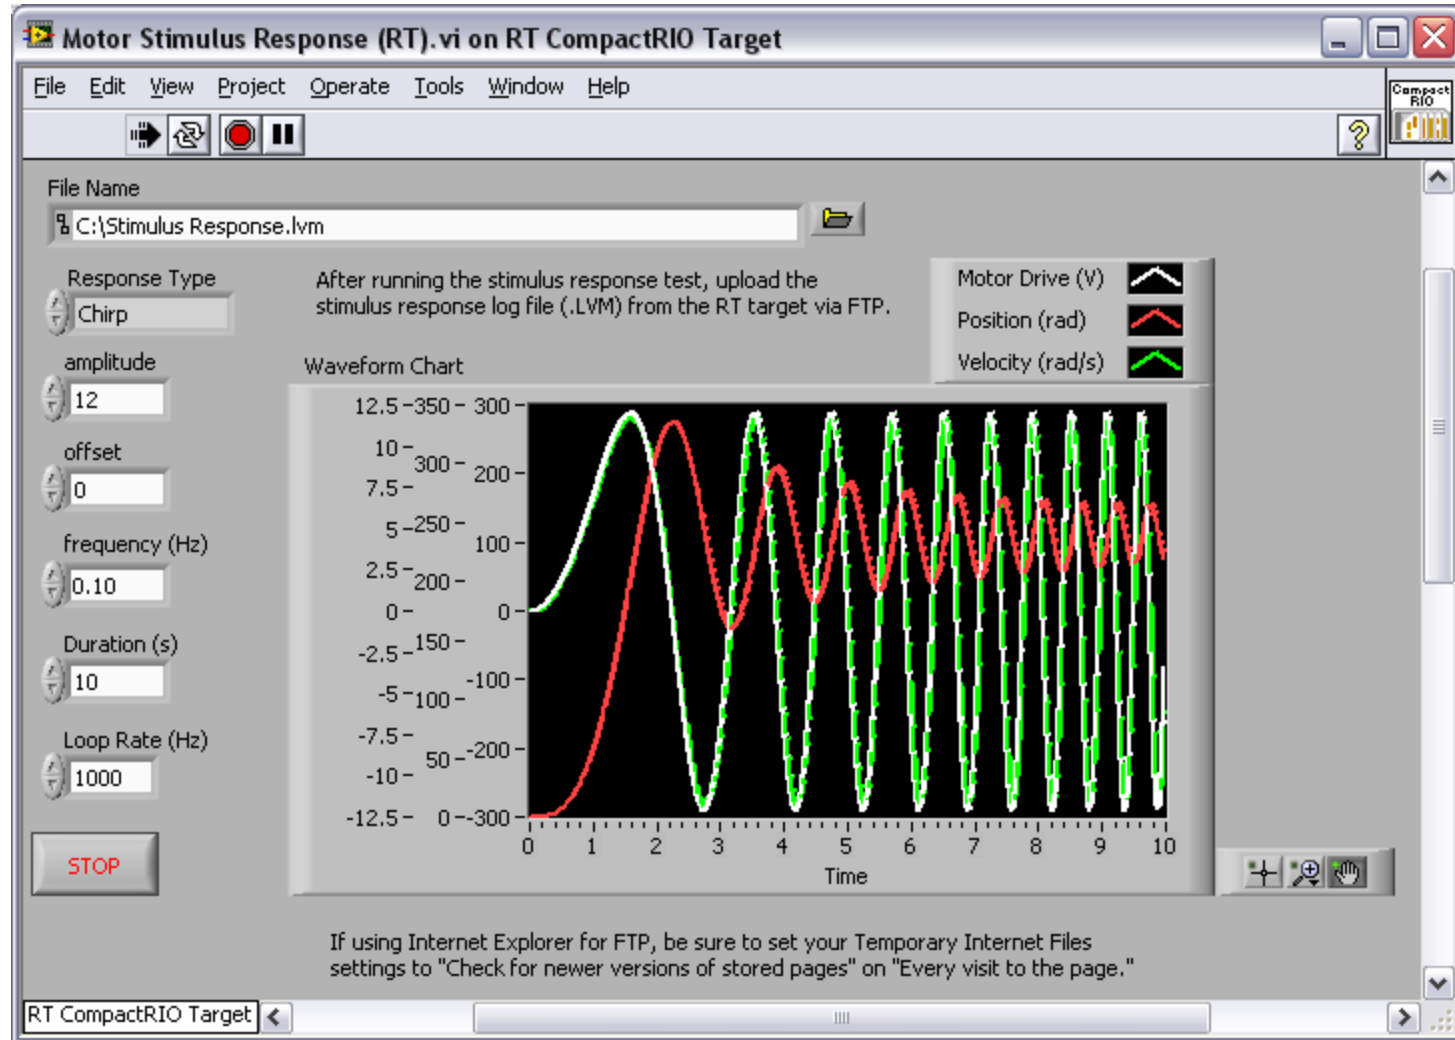 Motor Stimulus Response (RT).vi on RT CompactRIO Target
File Edit View Project Operate Tools Window Help
Compact
RIO
File Name
C:\Stimulus Response.lvm
Response Type
Chirp
After running the stimulus response test, upload the
stimulus response log file (.LVM) from the RT target via FTP.
Motor Drive (V)
Position (rad)
Velocity (rad/s)
amplitude
12
offset
0
frequency (Hz)
0.10
Duration (s)
10
Loop Rate (Hz)
1000
STOP
Waveform Chart
12.5
10
7.5
5
2.5
0
-2.5
-5
-7.5
-10
-12.5
350
300
250
200
150
100
50
0
300
200
100
0
-100
-200
-300
0 1 2 3 4 5 6 7 8 9 10
Time
If using Internet Explorer for FTP, be sure to set your Temporary Internet Files
settings to "Check for newer versions of stored pages" on "Every visit to the page."
RT CompactRIO Target